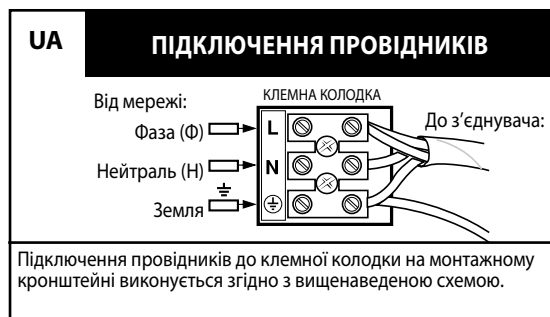 UA
ПІДКЛЮЧЕННЯ ПРОВІДНИКІВ
Від мережі:
КЛЕМНА КОЛОДКА
До з’єднувача:
Фаза (Ф)
L
Нейтраль (Н)
N
Земля
Підключення провідників до клемної колодки на монтажному
кронштейні виконується згідно з вищенаведеною схемою.